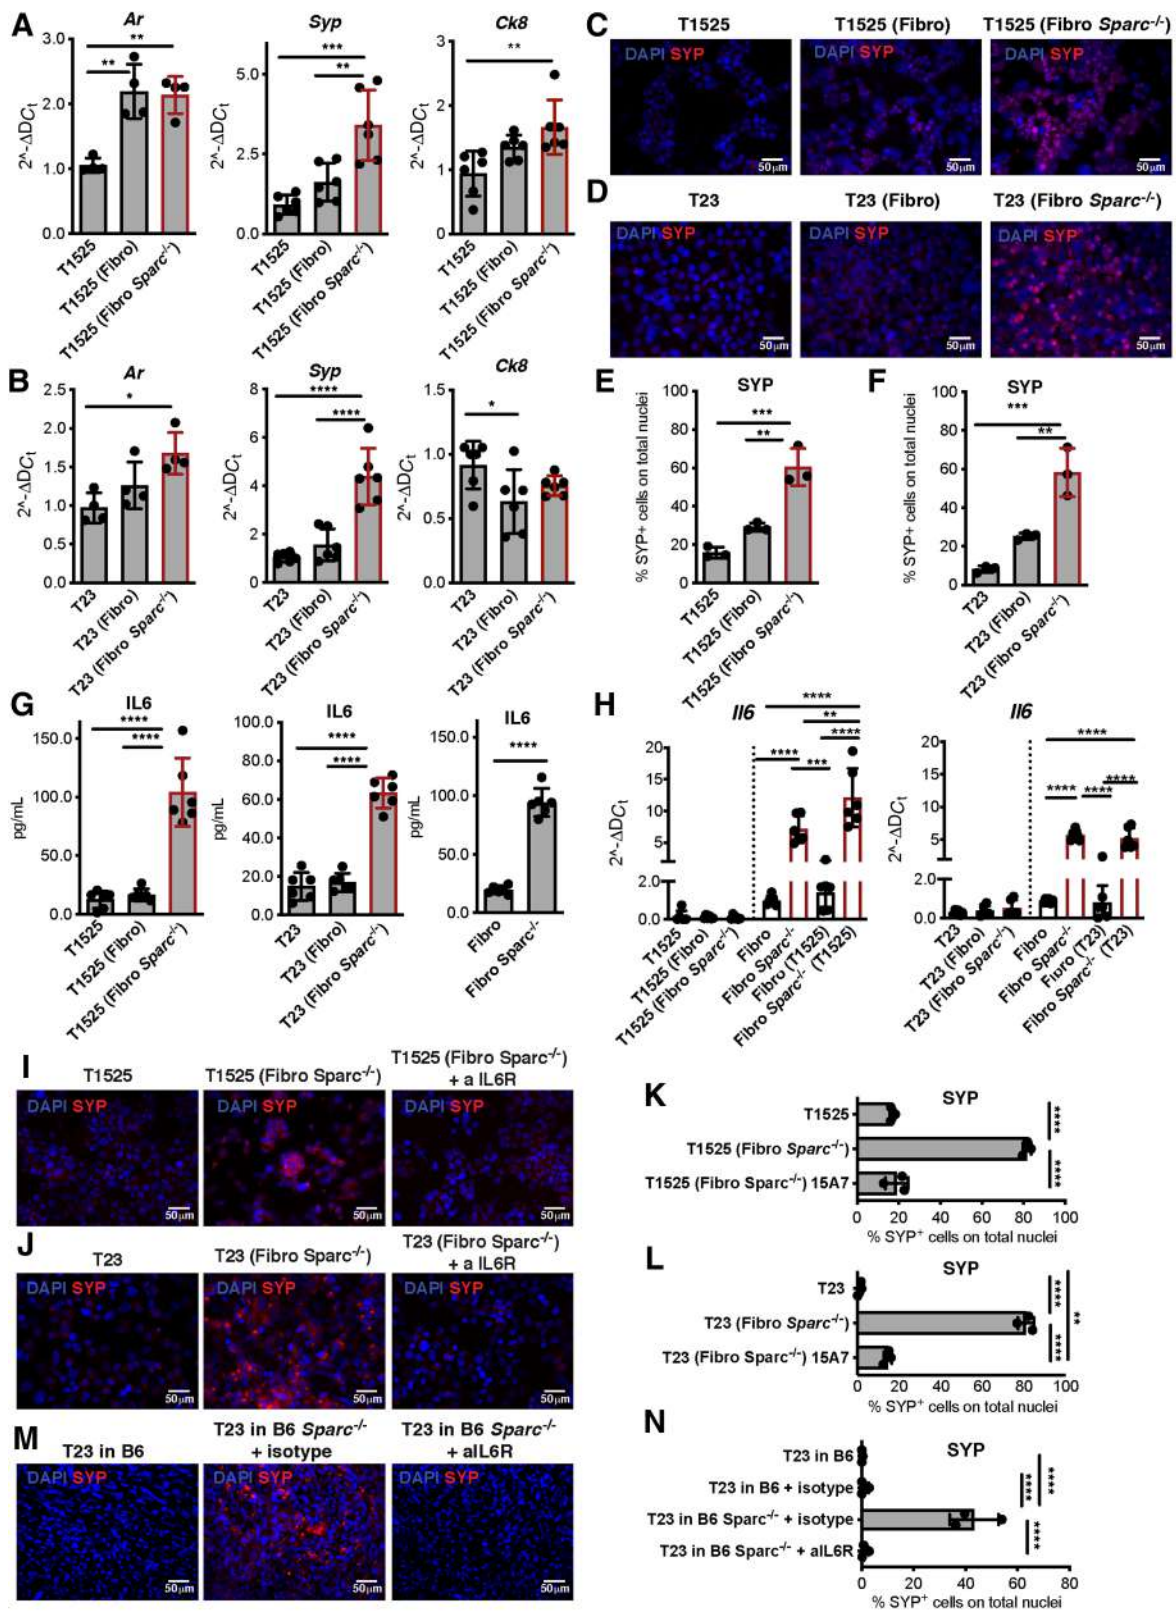 A
Ar
Syp
Ck8
2^-ΔDCt
3.0
2.0
1.0
0.0
**
**
T1525
T1525 (Fibro)
T1525 (Fibro Sparc-/-)
2^-ΔDCt
5.0
2.5
0.0
***
**
T1525
T1525 (Fibro)
T1525 (Fibro Sparc-/-)
2^-ΔDCt
3
2
1
0
**
T1525
T1525 (Fibro)
T1525 (Fibro Sparc-/-)
C
T1525
T1525 (Fibro)
T1525 (Fibro Sparc-/-)
DAPI SYP
DAPI SYP
DAPI SYP
50μm
50μm
50μm
D
T23
T23 (Fibro)
T23 (Fibro Sparc-/-)
DAPI SYP
DAPI SYP
DAPI SYP
50μm
50μm
50μm
B
Ar
Syp
Ck8
2^-ΔDCt
2.5
2.0
1.5
1.0
0.5
0.0
*
T23
T23 (Fibro)
T23 (Fibro Sparc-/-)
2^-ΔDCt
8
6
4
2
0
****
****
T23
T23 (Fibro)
T23 (Fibro Sparc-/-)
2^-ΔDCt
1.5
1.0
0.5
0.0
*
T23
T23 (Fibro)
T23 (Fibro Sparc-/-)
E
SYP
% SYP+ cells on total nuclei
100
80
60
40
20
0
***
**
T1525
T1525 (Fibro)
T1525 (Fibro Sparc-/-)
F
SYP
% SYP+ cells on total nuclei
100
80
60
40
20
0
***
**
T23
T23 (Fibro)
T23 (Fibro Sparc-/-)
G
IL6
pg/mL
150.0
100.0
50.0
0.0
****
****
T1525
T1525 (Fibro)
T1525 (Fibro Sparc-/-)
IL6
pg/mL
100.0
80.0
60.0
40.0
20.0
0.0
****
****
T23
T23 (Fibro)
T23 (Fibro Sparc-/-)
IL6
pg/mL
150.0
100.0
50.0
0.0
****
Fibro
Fibro Sparc-/-
H
Il6
2^-ΔDCt
20
15
10
5
2.0
0.0
****
**
****
****
***
T1525
T1525 (Fibro)
T1525 (Fibro Sparc-/-)
Fibro
Fibro Sparc-/-
Fibro (T1525)
Fibro Sparc-/- (T1525)
Il6
2^-ΔDCt
20
15
10
5
2.0
0.0
****
****
****
****
T23
T23 (Fibro)
T23 (Fibro Sparc-/-)
Fibro
Fibro Sparc-/-
Fibro (T23)
Fibro Sparc-/- (T23)
I
T1525
T1525 (Fibro Sparc-/-)
T1525 (Fibro Sparc-/-)
+ a IL6R
DAPI SYP
DAPI SYP
DAPI SYP
50μm
50μm
50μm
J
T23
T23 (Fibro Sparc-/-)
T23 (Fibro Sparc-/-)
+ a IL6R
DAPI SYP
DAPI SYP
DAPI SYP
50μm
50μm
50μm
M
T23 in B6
T23 in B6 Sparc-/-
+ isotype
T23 in B6 Sparc-/-
+ aIL6R
DAPI SYP
DAPI SYP
DAPI SYP
50μm
50μm
50μm
K
SYP
T1525
T1525 (Fibro Sparc-/-)
T1525 (Fibro Sparc-/-) 15A7
****
****
0 20 40 60 80 100
% SYP+ cells on total nuclei
L
SYP
T23
T23 (Fibro Sparc-/-)
T23 (Fibro Sparc-/-) 15A7
****
****
**
0 20 40 60 80 100
% SYP+ cells on total nuclei
N
SYP
T23 in B6
T23 in B6 + isotype
T23 in B6 Sparc-/- + isotype
T23 in B6 Sparc-/- + aIL6R
****
****
****
0 20 40 60 80
% SYP+ cells on total nuclei